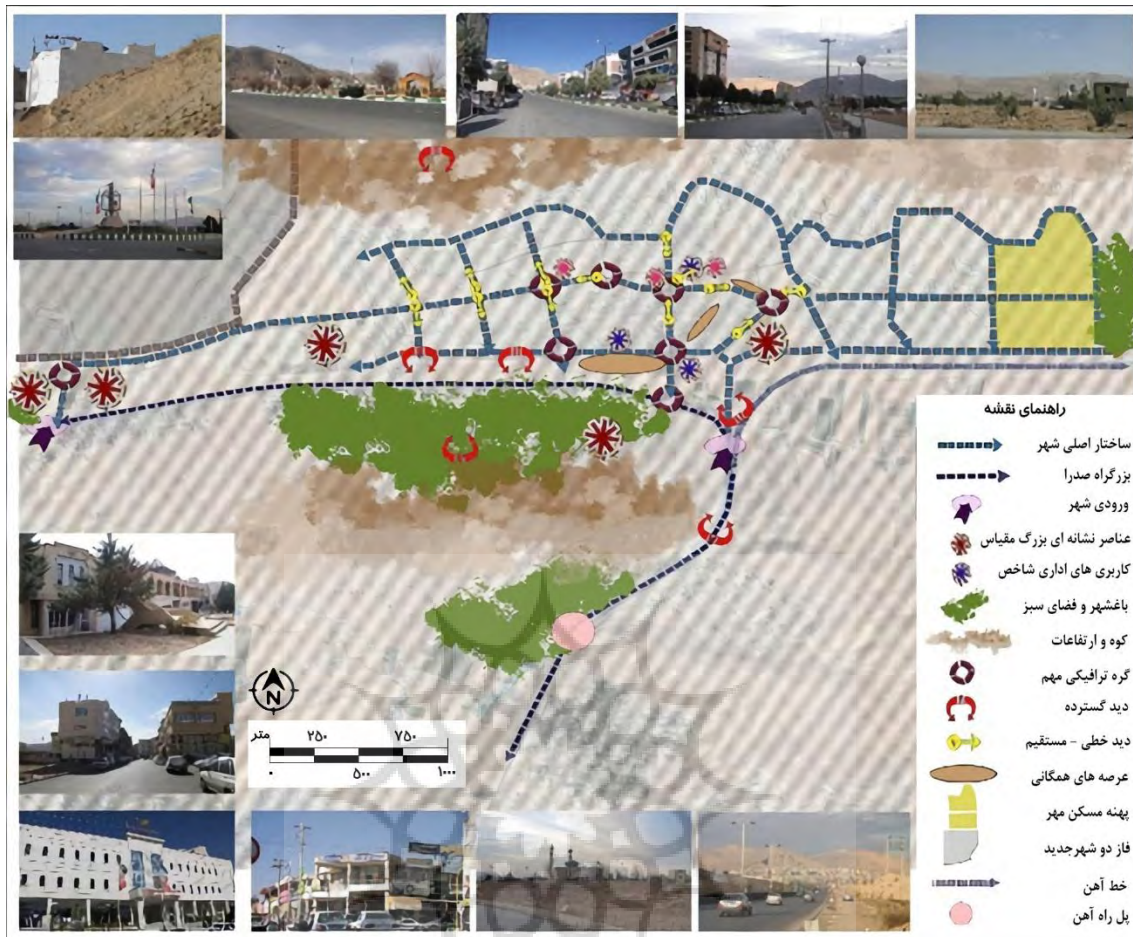 راهنمای نقشه
ساختار اصلی شهر
بزرگراه صدرا
ورودی شهر
عناصر نشانه ای بزرگ مقیاس
کاربری های اداری شاخص
باغشهر و فضای سبز
کوه و ارتفاعات
گره ترافیکی مهم
دید گسترده
دید خطی - مستقیم
عرصه های همگانی
پهنه مسکن مهر
فاز دو شهرجدید
خط آهن
پل راه آهن
N
متر
۲۵۰
۷۵۰
۰
۵۰۰
۱۰۰۰